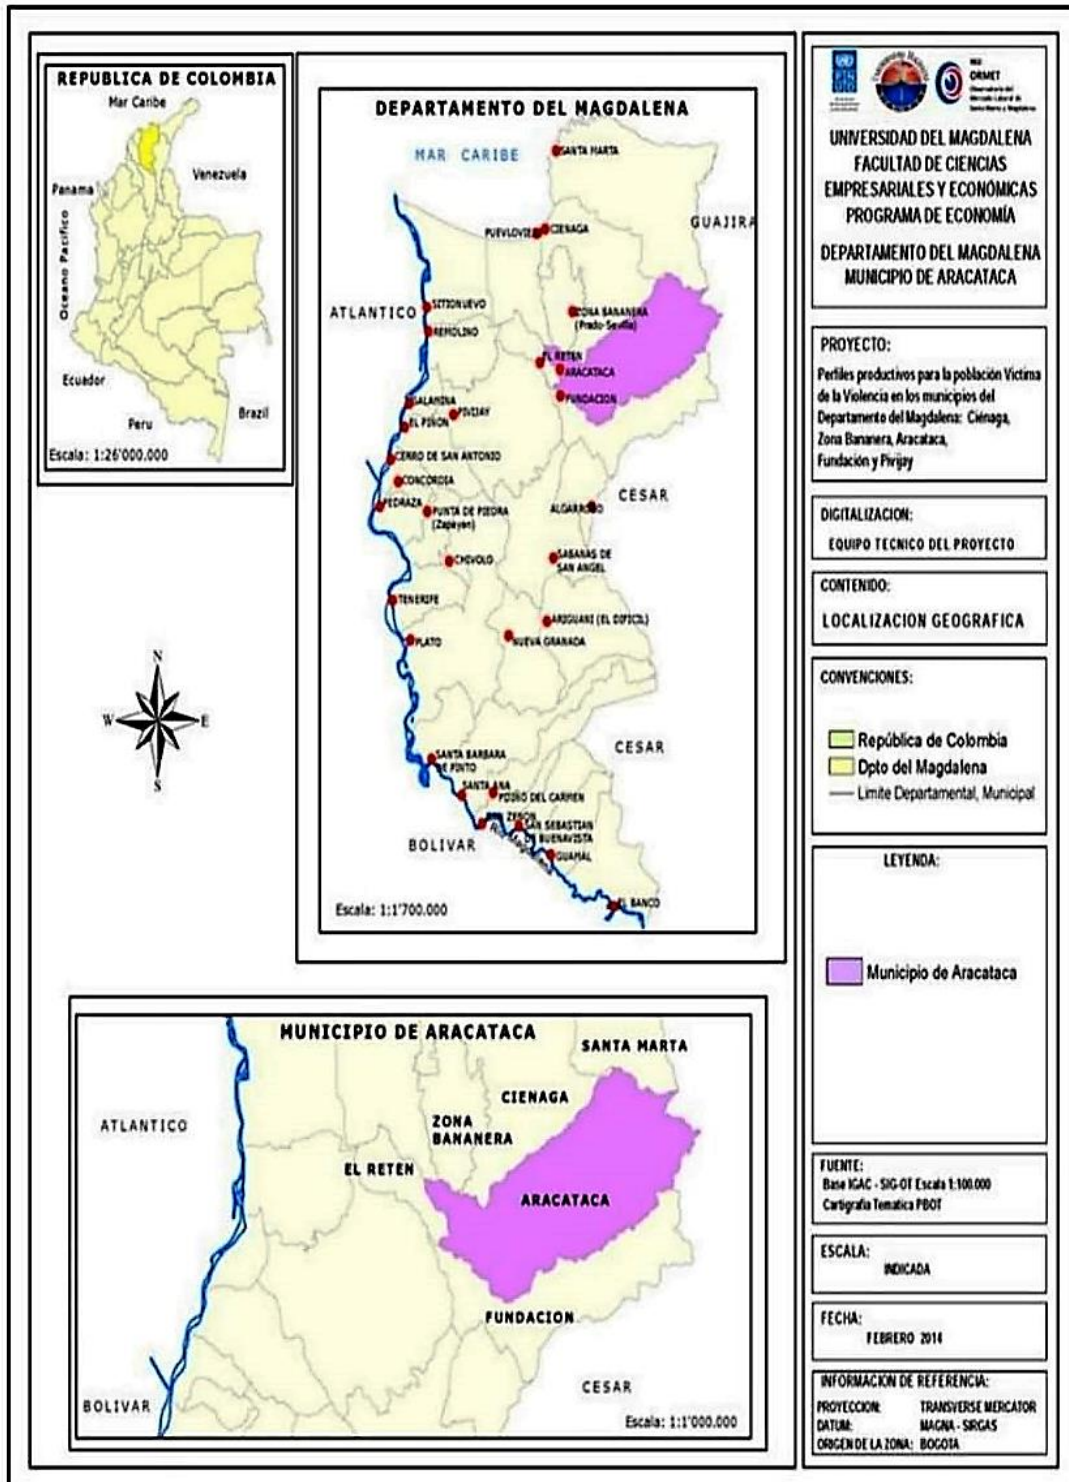 REPUBLICA DE COLOMBIA
Mar Caribe
Venezuela
Panama
Oceano Pacifico
Ecuador
Brazil
Peru
Escala: 1:26'000.000
DEPARTAMENTO DEL MAGDALENA
MAR CARIBE
SANTA MARTA
GUAJIRA
CIENAGA
ATLANTICO
SITIONUEVO
REMOLINO
ZONA BANANERA
(Prado-Sevilla)
EL RETEN
ARACATACA
FUNDACION
SALAMINA
PIVIJAY
EL PIÑON
CERRO DE SAN ANTONIO
CONCORDIA
CESAR
PEDRAZA
PUNTA DE PIEDRA
(Zapayan)
ALGARROBO
CHIVOLO
SABANAS DE
SAN ANGEL
TENERIFE
ARIGUANI (EL DIFICIL)
PLATO
NUEVA GRANADA
CESAR
SANTA BARBARA
DE PINTO
SANTA ANA
DEL CARMEN
SAN ZENON
SAN SEBASTIAN
DE BUENAVISTA
Rio Magdalena
BOLIVAR
GUAMAL
EL BANCO
Escala: 1:1'700.000
N
W
E
S
MUNICIPIO DE ARACATACA
SANTA MARTA
CIENAGA
ATLANTICO
ZONA
BANANERA
EL RETEN
ARACATACA
FUNDACION
CESAR
BOLIVAR
Escala: 1:1'000.000
ORMET
UNIVERSIDAD DEL MAGDALENA
FACULTAD DE CIENCIAS
EMPRESARIALES Y ECONÓMICAS
PROGRAMA DE ECONOMÍA
DEPARTAMENTO DEL MAGDALENA
MUNICIPIO DE ARACATACA
PROYECTO:
Perfiles productivos para la población Victima
de la Violencia en los municipios del
Departamento del Magdalena: Ciénaga,
Zona Bananera, Aracataca,
Fundación y Pivijay
DIGITALIZACION:
EQUIPO TECNICO DEL PROYECTO
CONTENIDO:
LOCALIZACION GEOGRAFICA
CONVENCIONES:
República de Colombia
Dpto del Magdalena
Limite Departamental, Municipal
LEYENDA:
Municipio de Aracataca
FUENTE:
Base IGAC - SIG-OT Escala 1:100.000
Cartografia Tematica PBOT
ESCALA:
INDICADA
FECHA:
FEBRERO 2014
INFORMACION DE REFERENCIA:
PROYECCION: TRANSVERSE MERCATOR
DATUM: MAGNA - SIRGAS
ORIGEN DE LA ZONA: BOGOTA